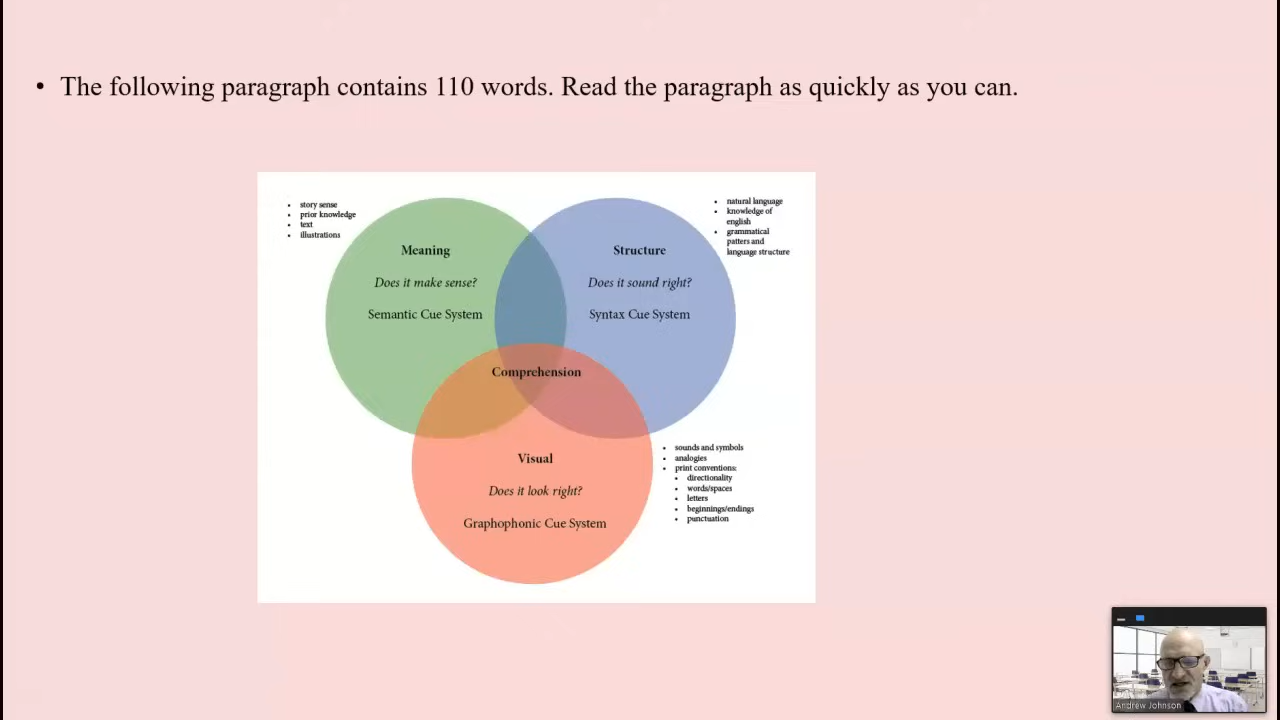 • The following paragraph contains 110 words. Read the paragraph as quickly as you can.
• story sense
• prior knowledge
• text
• illustrations
Meaning
Does it make sense?
Semantic Cue System
• natural language
• knowledge of
english
• grammatical
patters and
language structure
Structure
Does it sound right?
Syntax Cue System
Comprehension
Visual
Does it look right?
Graphophonic Cue System
• sounds and symbols
• analogies
• print conventions:
• directionality
• words/spaces
• letters
• beginnings/endings
• punctuation
Andrew Johnson